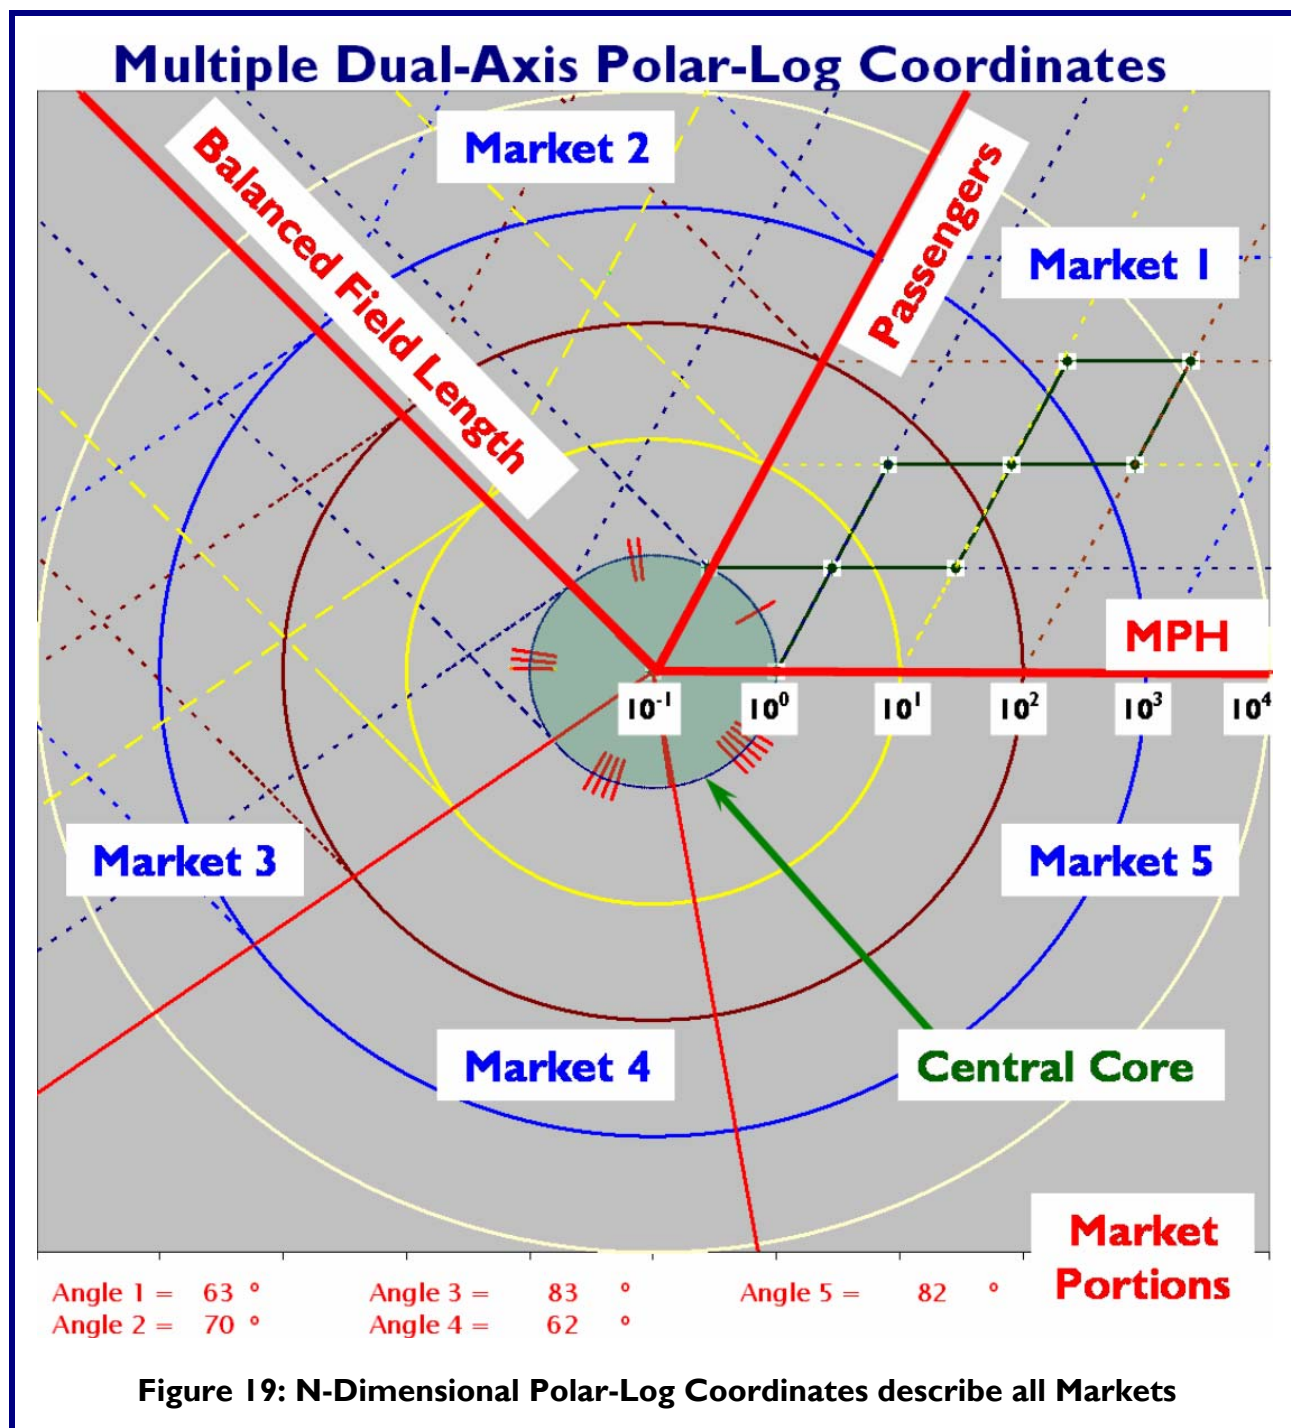 Multiple Dual-Axis Polar-Log Coordinates
Market 2
Balanced Field Length
Passengers
Market 1
MPH
10⁻¹ 10⁰ 10¹ 10² 10³ 10⁴
Market 3
Market 5
Market 4
Central Core
Market
Portions
Angle 1 = 63 º Angle 3 = 83 º Angle 5 = 82 º
Angle 2 = 70 º Angle 4 = 62 º
Figure 19: N-Dimensional Polar-Log Coordinates describe all Markets